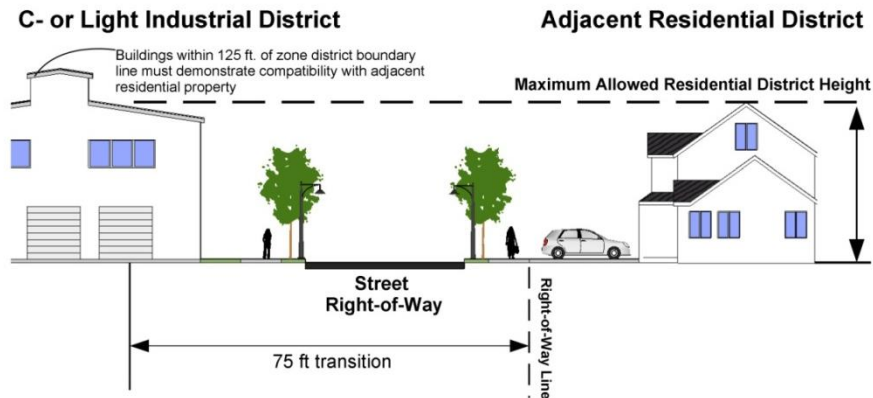 C- or Light Industrial District
Adjacent Residential District
Buildings within 125 ft. of zone district boundary
line must demonstrate compatibility with adjacent
residential property
Maximum Allowed Residential District Height
Street
Right-of-Way
Right-of-Way Line
75 ft transition